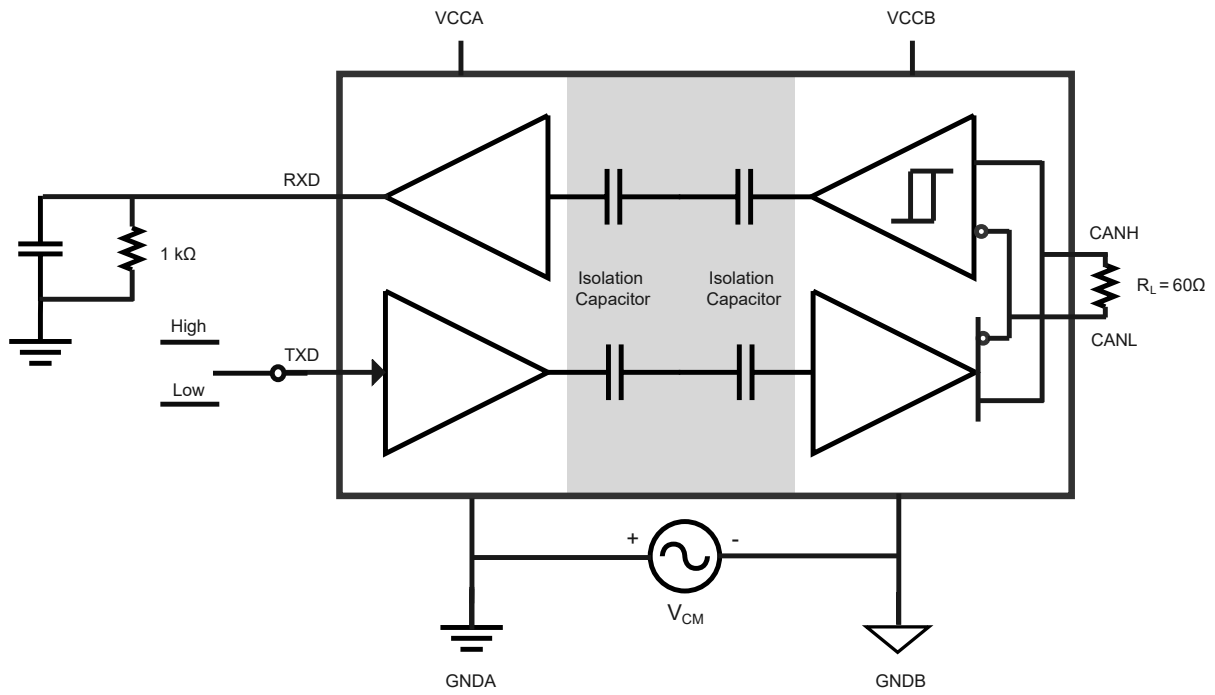 VCCA
VCCB
RXD
1 kΩ
Isolation
Capacitor
Isolation
Capacitor
CANH
R_L = 60Ω
CANL
High
TXD
Low
+
-
V_CM
GNDA
GNDB